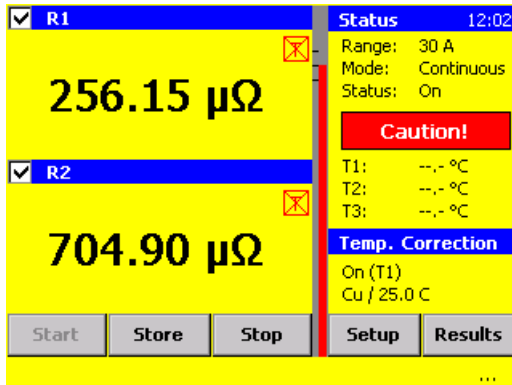 R1
256.15 µΩ
R2
704.90 µΩ
Start Store Stop
Status 12:02
Range: 30 A
Mode: Continuous
Status: On
Caution!
T1: --,- °C
T2: --,- °C
T3: --,- °C
Temp. Correction
On (T1)
Cu / 25.0 C
Setup Results
...